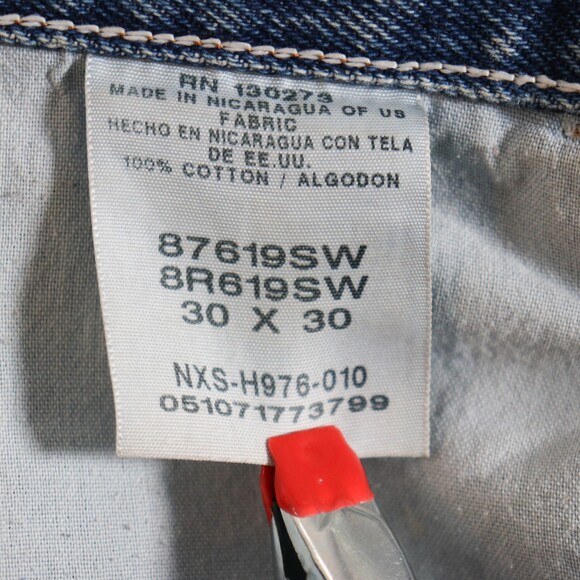 RN 130273
MADE IN NICARAGUA OF US
FABRIC
HECHO EN NICARAGUA CON TELA
DE EE.UU.
100% COTTON / ALGODON
87619SW
8R619SW
30 X 30
NXS-H976-010
051071773799